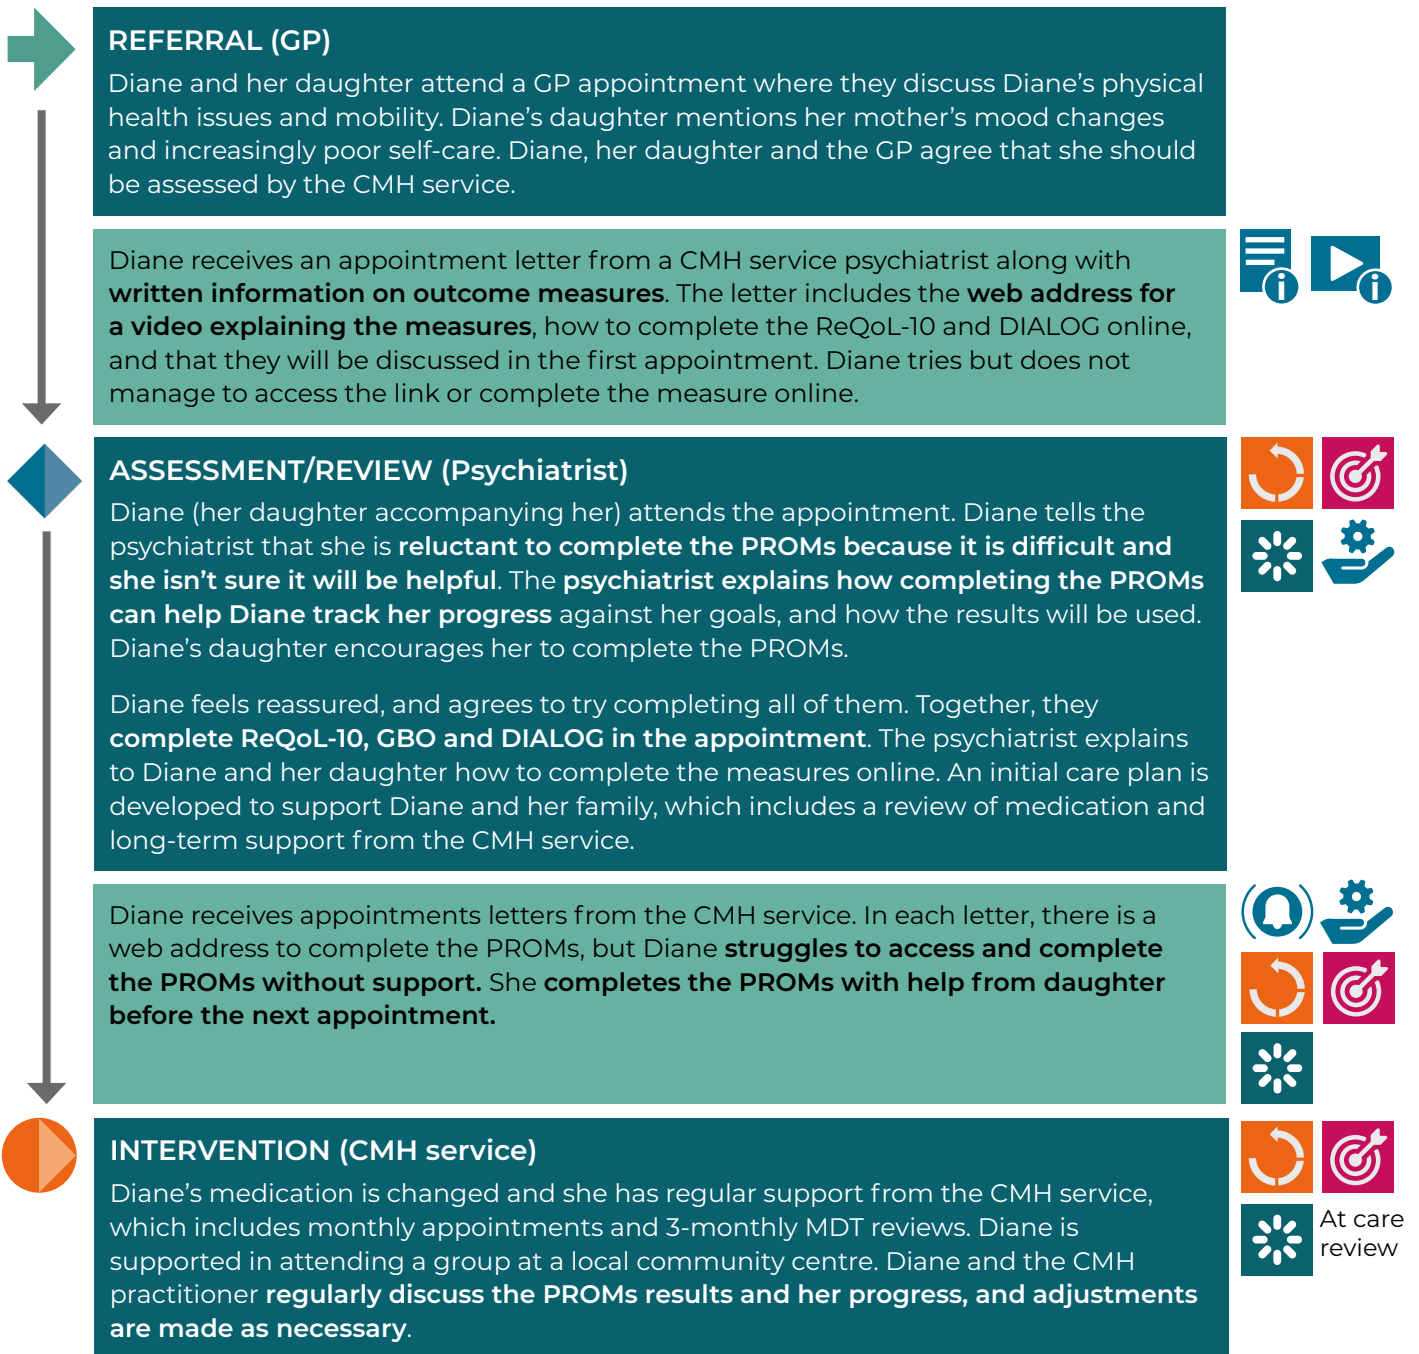 REFERRAL (GP)
Diane and her daughter attend a GP appointment where they discuss Diane’s physical
health issues and mobility. Diane’s daughter mentions her mother’s mood changes
and increasingly poor self-care. Diane, her daughter and the GP agree that she should
be assessed by the CMH service.
Diane receives an appointment letter from a CMH service psychiatrist along with
written information on outcome measures. The letter includes the web address for
a video explaining the measures, how to complete the ReQoL-10 and DIALOG online,
and that they will be discussed in the first appointment. Diane tries but does not
manage to access the link or complete the measure online.
ASSESSMENT/REVIEW (Psychiatrist)
Diane (her daughter accompanying her) attends the appointment. Diane tells the
psychiatrist that she is reluctant to complete the PROMs because it is difficult and
she isn’t sure it will be helpful. The psychiatrist explains how completing the PROMs
can help Diane track her progress against her goals, and how the results will be used.
Diane’s daughter encourages her to complete the PROMs.
Diane feels reassured, and agrees to try completing all of them. Together, they
complete ReQoL-10, GBO and DIALOG in the appointment. The psychiatrist explains
to Diane and her daughter how to complete the measures online. An initial care plan is
developed to support Diane and her family, which includes a review of medication and
long-term support from the CMH service.
Diane receives appointments letters from the CMH service. In each letter, there is a
web address to complete the PROMs, but Diane struggles to access and complete
the PROMs without support. She completes the PROMs with help from daughter
before the next appointment.
INTERVENTION (CMH service)
Diane’s medication is changed and she has regular support from the CMH service,
which includes monthly appointments and 3-monthly MDT reviews. Diane is
supported in attending a group at a local community centre. Diane and the CMH
practitioner regularly discuss the PROMs results and her progress, and adjustments
are made as necessary.
At care
review